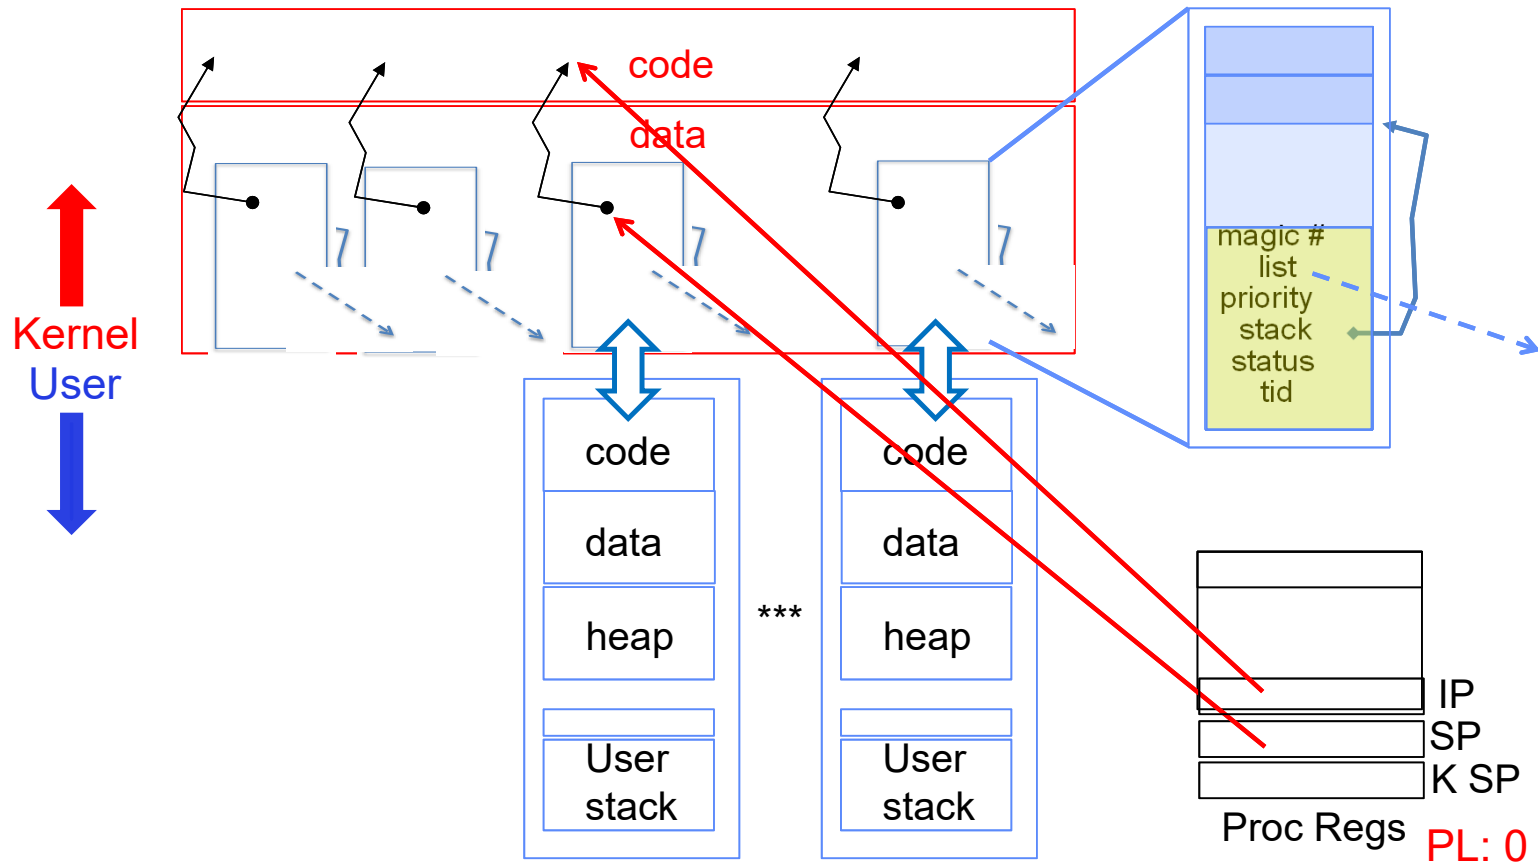 code
data
Kernel
User
magic #
list
priority
stack
status
tid
code
data
heap
User
stack
***
code
data
heap
User
stack
IP
SP
K SP
Proc Regs
PL: 0